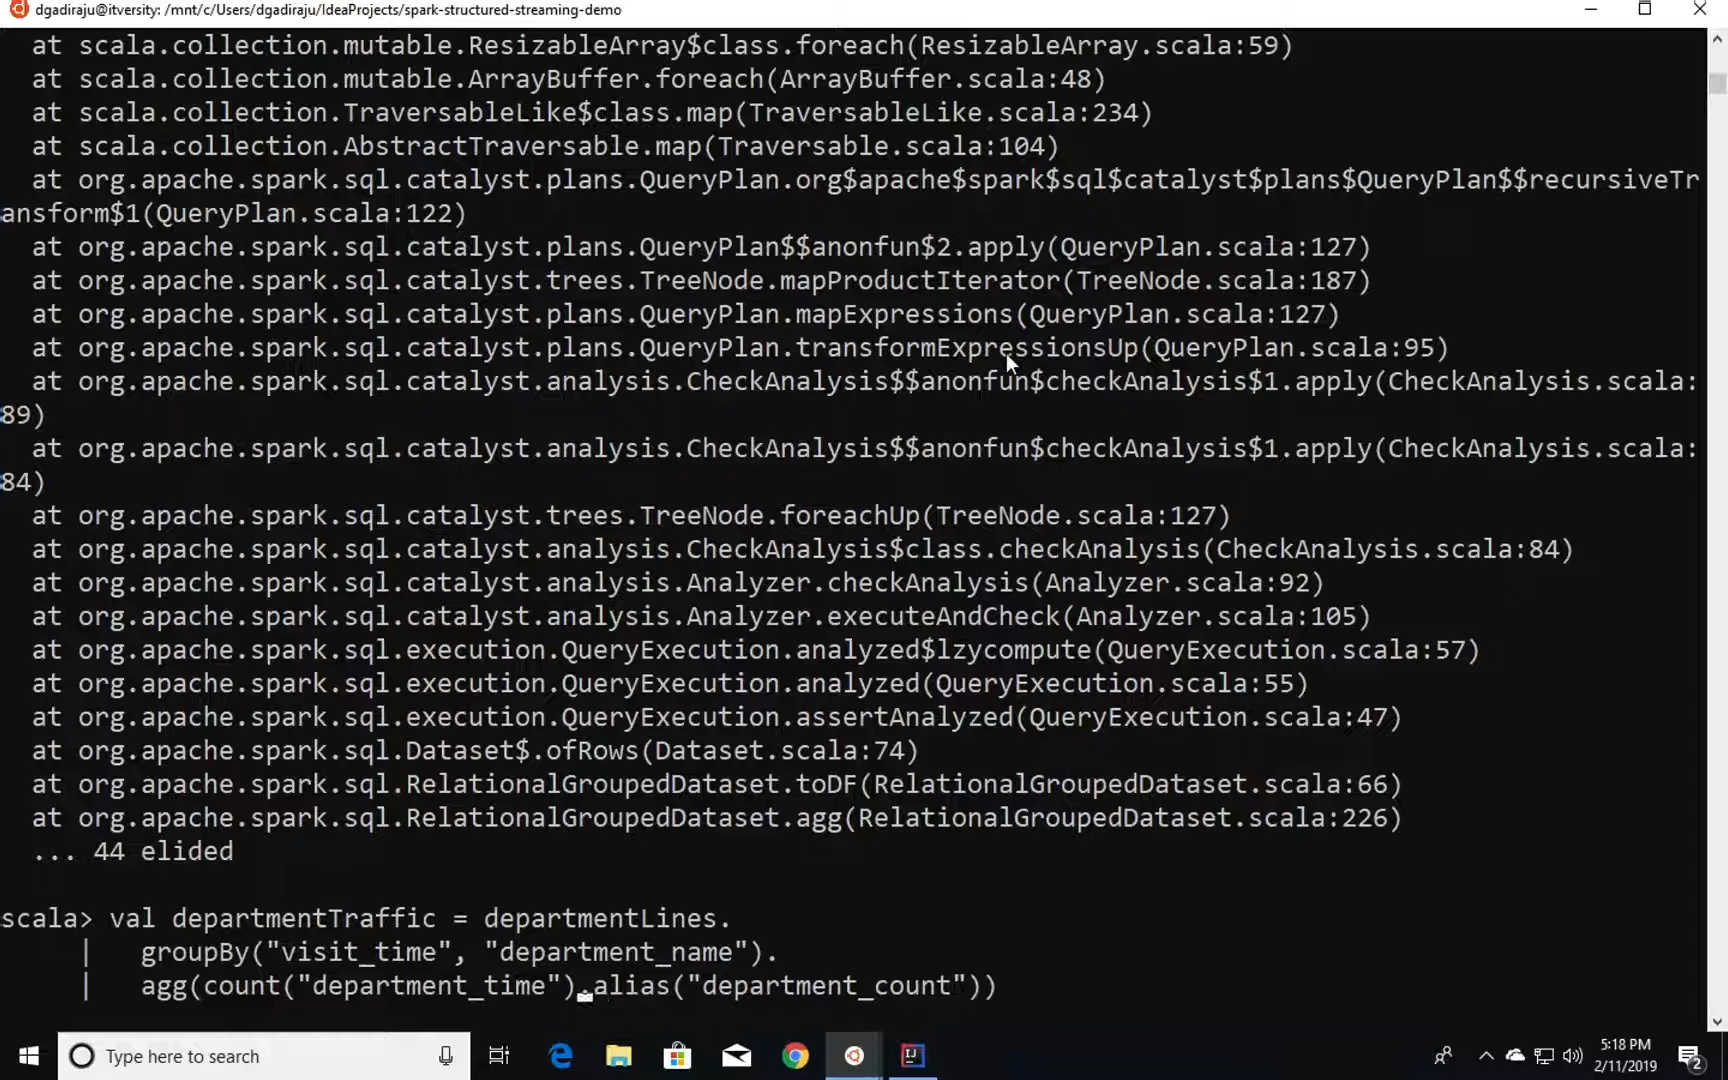 dgadiraju@itversity: /mnt/c/Users/dgadiraju/IdeaProjects/spark-structured-streaming-demo
at scala.collection.mutable.ResizableArray$class.foreach(ResizableArray.scala:59)
at scala.collection.mutable.ArrayBuffer.foreach(ArrayBuffer.scala:48)
at scala.collection.TraversableLike$class.map(TraversableLike.scala:234)
at scala.collection.AbstractTraversable.map(Traversable.scala:104)
at org.apache.spark.sql.catalyst.plans.QueryPlan.org$apache$spark$sql$catalyst$plans$QueryPlan$$recursiveTr
ansform$1(QueryPlan.scala:122)
at org.apache.spark.sql.catalyst.plans.QueryPlan$$anonfun$2.apply(QueryPlan.scala:127)
at org.apache.spark.sql.catalyst.trees.TreeNode.mapProductIterator(TreeNode.scala:187)
at org.apache.spark.sql.catalyst.plans.QueryPlan.mapExpressions(QueryPlan.scala:127)
at org.apache.spark.sql.catalyst.plans.QueryPlan.transformExpressionsUp(QueryPlan.scala:95)
at org.apache.spark.sql.catalyst.analysis.CheckAnalysis$$anonfun$checkAnalysis$1.apply(CheckAnalysis.scala:
89)
at org.apache.spark.sql.catalyst.analysis.CheckAnalysis$$anonfun$checkAnalysis$1.apply(CheckAnalysis.scala:
84)
at org.apache.spark.sql.catalyst.trees.TreeNode.foreachUp(TreeNode.scala:127)
at org.apache.spark.sql.catalyst.analysis.CheckAnalysis$class.checkAnalysis(CheckAnalysis.scala:84)
at org.apache.spark.sql.catalyst.analysis.Analyzer.checkAnalysis(Analyzer.scala:92)
at org.apache.spark.sql.catalyst.analysis.Analyzer.executeAndCheck(Analyzer.scala:105)
at org.apache.spark.sql.execution.QueryExecution.analyzed$lzycompute(QueryExecution.scala:57)
at org.apache.spark.sql.execution.QueryExecution.analyzed(QueryExecution.scala:55)
at org.apache.spark.sql.execution.QueryExecution.assertAnalyzed(QueryExecution.scala:47)
at org.apache.spark.sql.Dataset$.ofRows(Dataset.scala:74)
at org.apache.spark.sql.RelationalGroupedDataset.toDF(RelationalGroupedDataset.scala:66)
at org.apache.spark.sql.RelationalGroupedDataset.agg(RelationalGroupedDataset.scala:226)
... 44 elided
scala> val departmentTraffic = departmentLines.
|   groupBy("visit_time", "department_name").
|   agg(count("department_time").alias("department_count"))
Type here to search
5:18 PM
2/11/2019
2